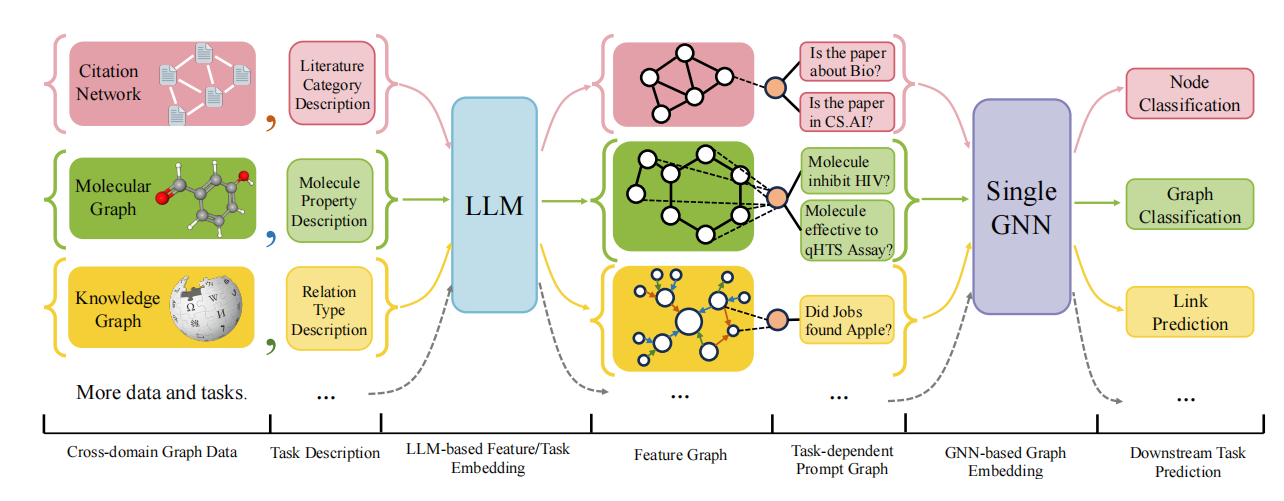 Citation
Network
Literature
Category
Description
,
Is the paper
about Bio?
Is the paper
in CS.AI?
Node
Classification
Molecular
Graph
Molecule
Property
Description
,
Molecule
inhibit HIV?
Molecule
effective to
qHTS Assay?
Graph
Classification
LLM
Single
GNN
Knowledge
Graph
Relation
Type
Description
,
Did Jobs
found Apple?
Link
Prediction
More data and tasks.
...
...
...
...
Cross-domain Graph Data
Task Description
LLM-based Feature/Task
Embedding
Feature Graph
Task-dependent
Prompt Graph
GNN-based Graph
Embedding
Downstream Task
Prediction